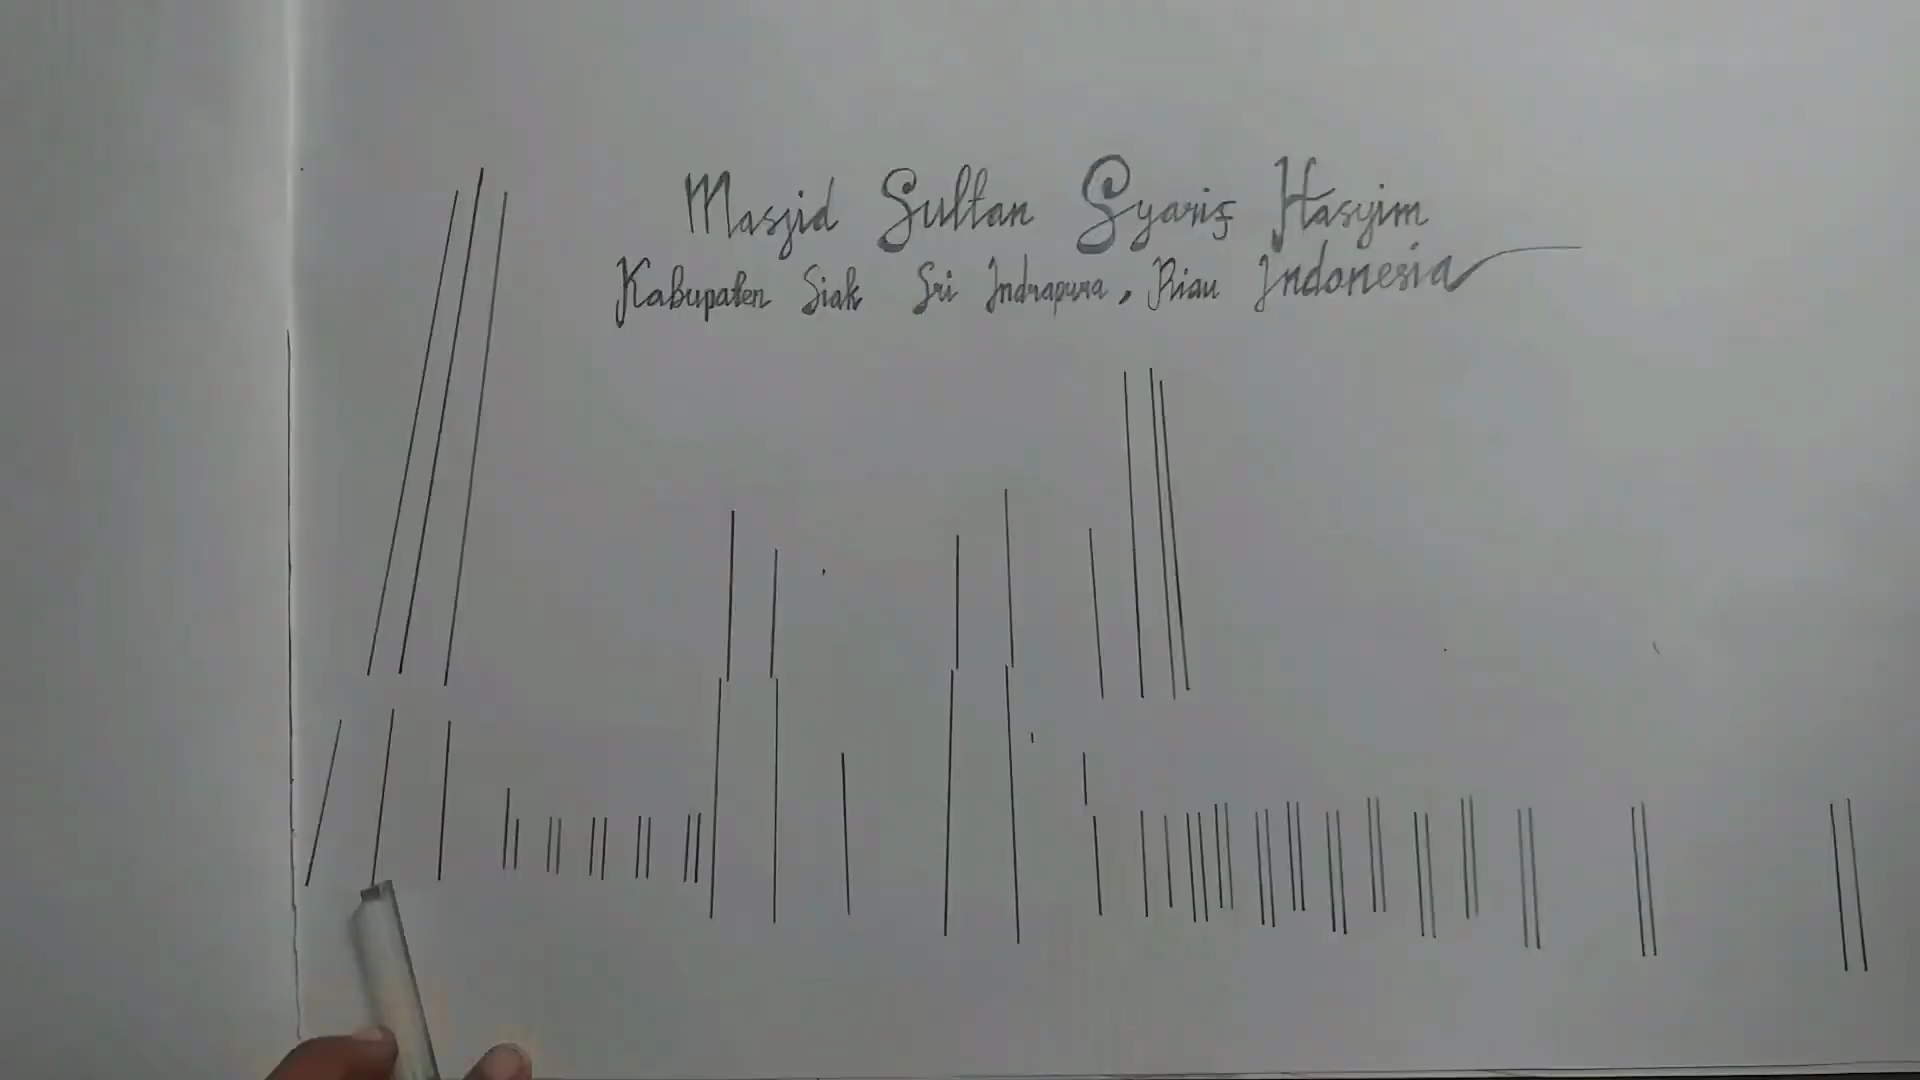 Masjid Sultan Syarif Hasyim
Kabupaten Siak Sri Indrapura, Riau Indonesia